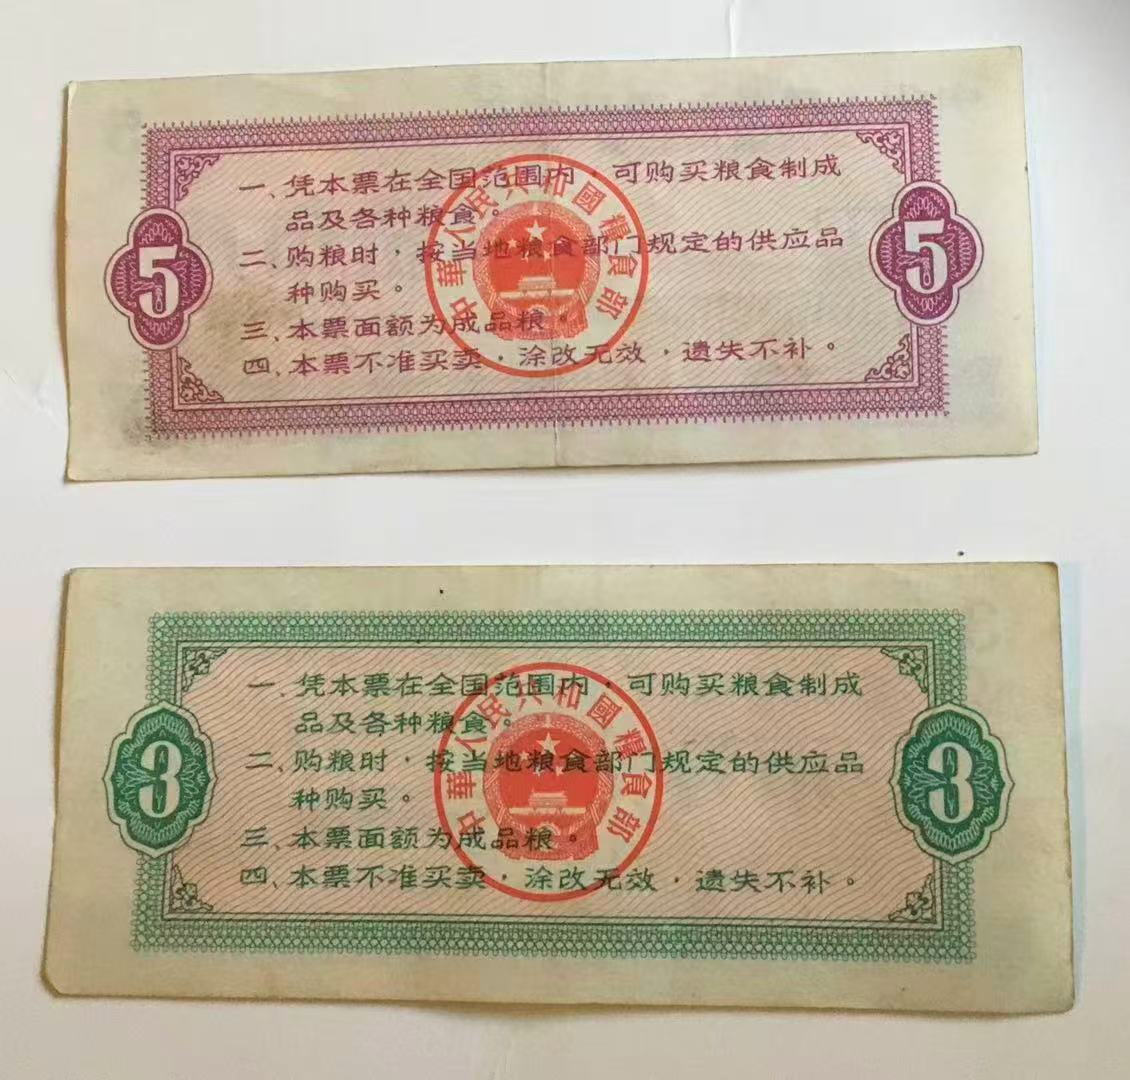 一、凭本票在全国范围内，可购买粮食制成
品及各种粮食。
二、购粮时，按当地粮食部门规定的供应品
种购买。
三、本票面额为成品粮。
四、本票不准买卖，涂改无效，遗失不补。
5
5
中華人民共和國糧食部
一、凭本票在全国范围内，可购买粮食制成
品及各种粮食。
二、购粮时，按当地粮食部门规定的供应品
种购买。
三、本票面额为成品粮。
四、本票不准买卖，涂改无效，遗失不补。
3
3
中華人民共和國糧食部